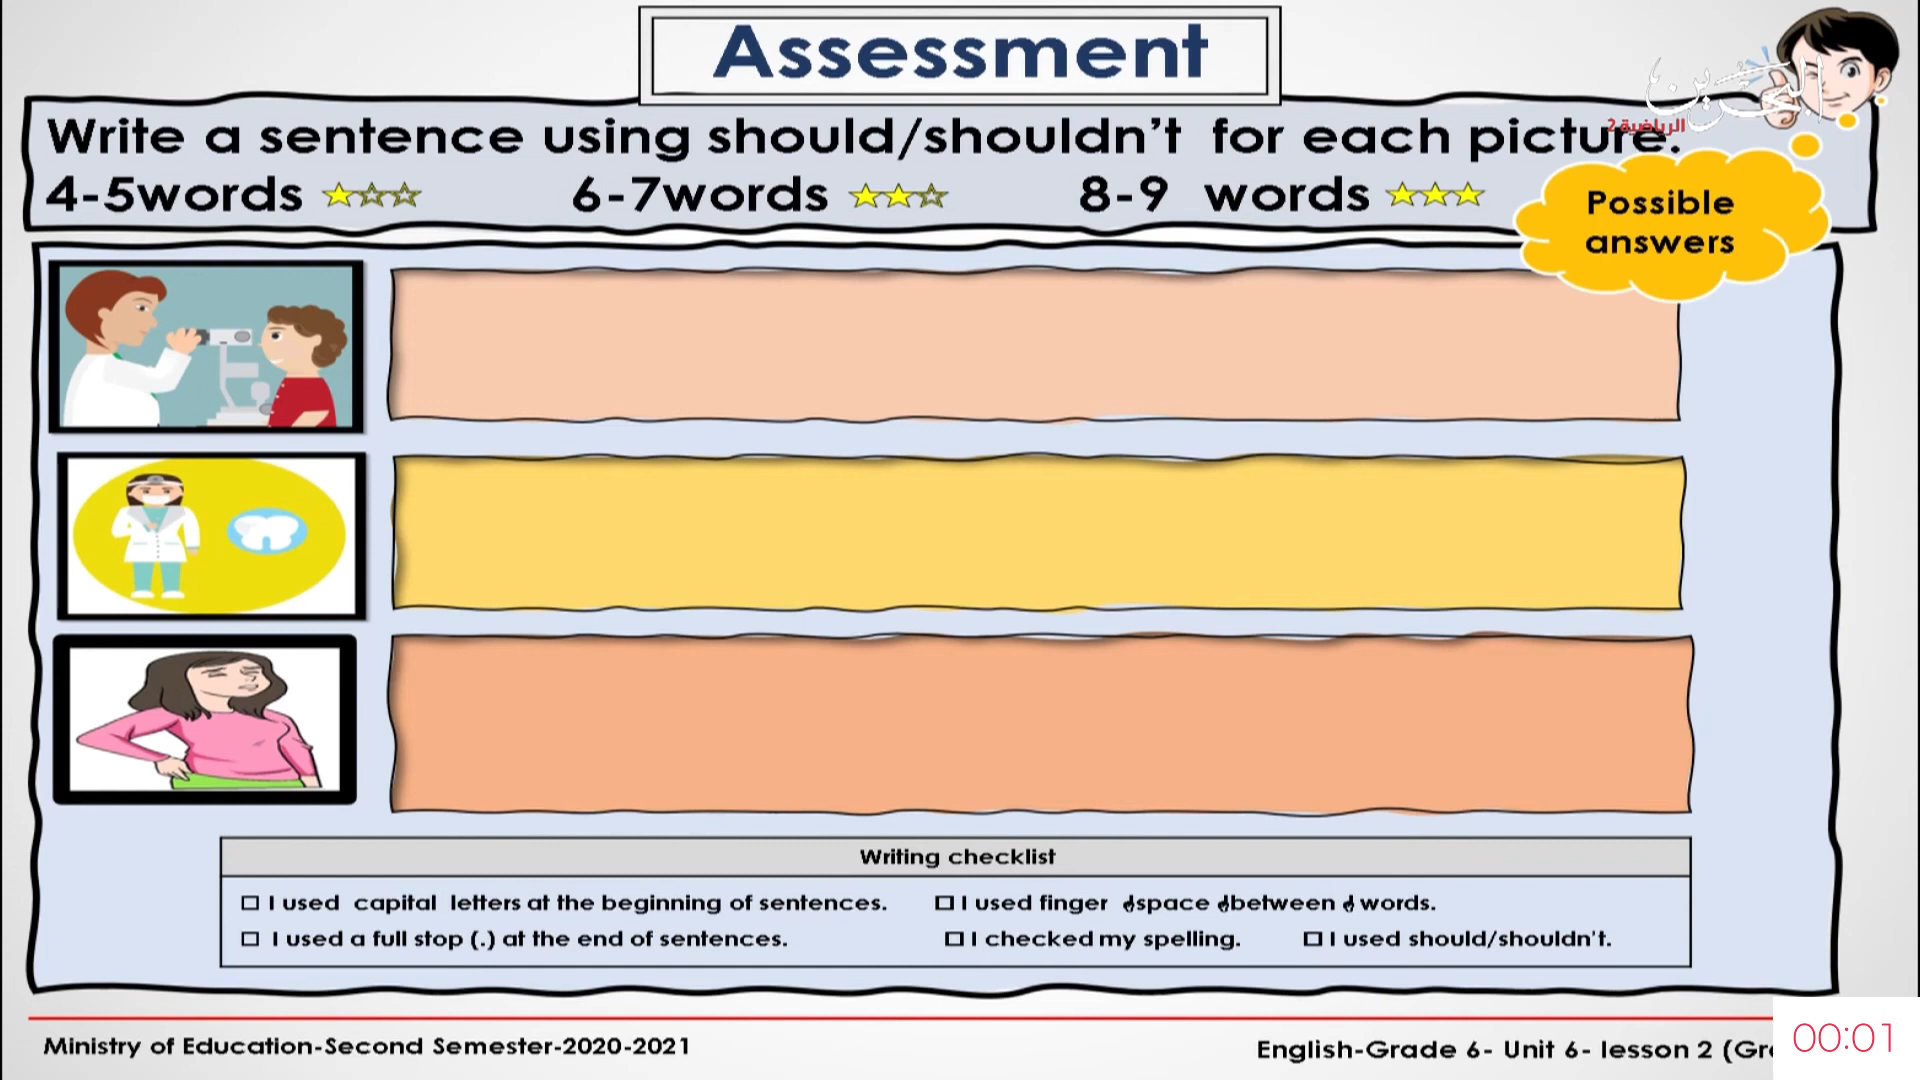 Assessment
Write a sentence using should/shouldn't for each picture.
4-5words 6-7words 8-9 words
البحرين
الرياضية 2
Possible
answers
Writing checklist
I used capital letters at the beginning of sentences. I used finger space between words.
I used a full stop (.) at the end of sentences. I checked my spelling. I used should/shouldn't.
Ministry of Education-Second Semester-2020-2021
English-Grade 6- Unit 6- lesson 2 (Gr
00:01